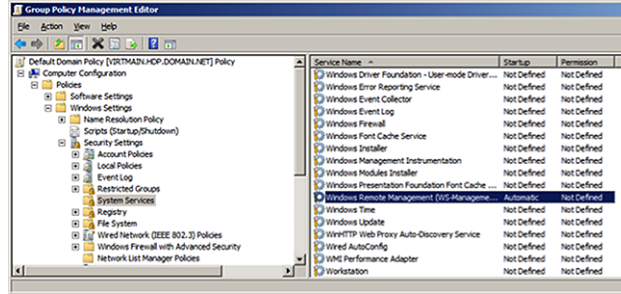 Group Policy Management Editor
File Action View Help
Default Domain Policy [VIRTMAIN.HDP.DOMAIN.NET] Policy
Computer Configuration
Policies
Software Settings
Windows Settings
Name Resolution Policy
Scripts (Startup/Shutdown)
Security Settings
Account Policies
Local Policies
Event Log
Restricted Groups
System Services
Registry
File System
Wired Network (IEEE 802.3) Policies
Windows Firewall with Advanced Security
Network List Manager Policies
Service Name Startup Permission
Windows Driver Foundation - User-mode Driver... Not Defined Not Defined
Windows Error Reporting Service Not Defined Not Defined
Windows Event Collector Not Defined Not Defined
Windows Event Log Not Defined Not Defined
Windows Firewall Not Defined Not Defined
Windows Font Cache Service Not Defined Not Defined
Windows Installer Not Defined Not Defined
Windows Management Instrumentation Not Defined Not Defined
Windows Modules Installer Not Defined Not Defined
Windows Presentation Foundation Font Cache ... Not Defined Not Defined
Windows Remote Management (WS-Manageme... Automatic Not Defined
Windows Time Not Defined Not Defined
Windows Update Not Defined Not Defined
WinHTTP Web Proxy Auto-Discovery Service Not Defined Not Defined
Wired AutoConfig Not Defined Not Defined
WMI Performance Adapter Not Defined Not Defined
Workstation Not Defined Not Defined